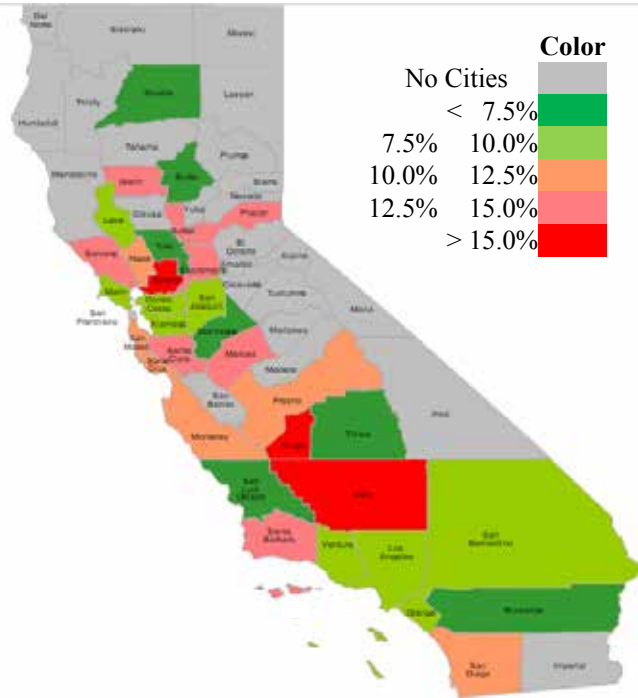 Color
No Cities
< 7.5%
7.5% 10.0%
10.0% 12.5%
12.5% 15.0%
> 15.0%
Del
Norte
Siskiyou
Modoc
Shasta
Lassen
Trinity
Humboldt
Tehama
Plumas
Mendocino
Glenn
Butte
Sierra
Nevada
Yuba
Colusa
Placer
Lake
Sutter
Yolo
El
Dorado
Alpine
Sonoma
Napa
Sacramento
Amador
Calaveras
Solano
Marin
Contra
Costa
San
Joaquin
Tuolumne
Mono
San
Francisco
Alameda
Stanislaus
Mariposa
San
Mateo
Santa
Clara
Merced
Santa
Cruz
Madera
San
Benito
Fresno
Inyo
Monterey
Kings
Tulare
San
Luis
Obispo
Kern
Santa
Barbara
Ventura
Los
Angeles
San
Bernardino
Orange
Riverside
San
Diego
Imperial